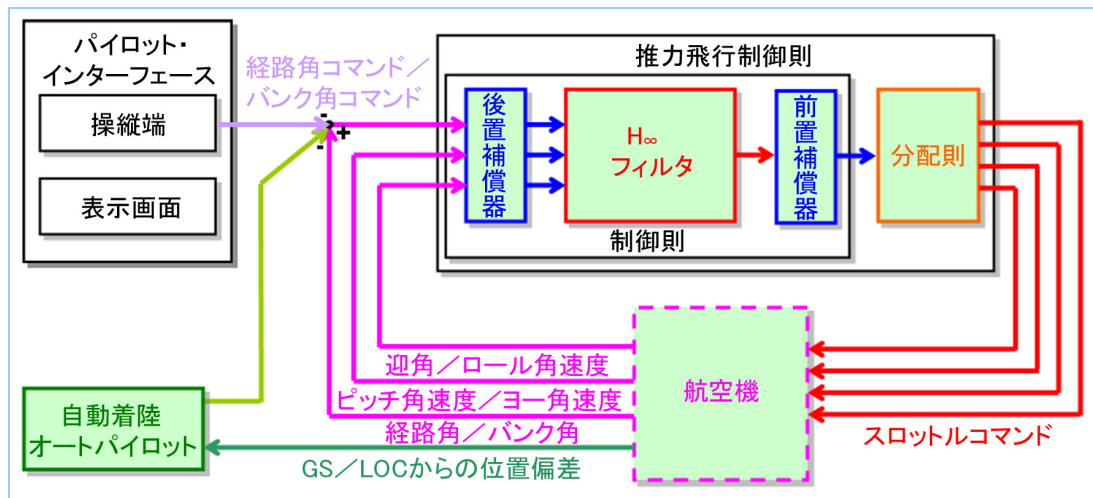 パイロット・
インターフェース
操縦端
表示画面
経路角コマンド／
バンク角コマンド
-
+
-
推力飛行制御則
後置補償器
H∞
フィルタ
前置補償器
制御則
分配則
迎角／ロール角速度
ピッチ角速度／ヨー角速度
経路角／バンク角
GS／LOCからの位置偏差
航空機
スロットルコマンド
自動着陸
オートパイロット